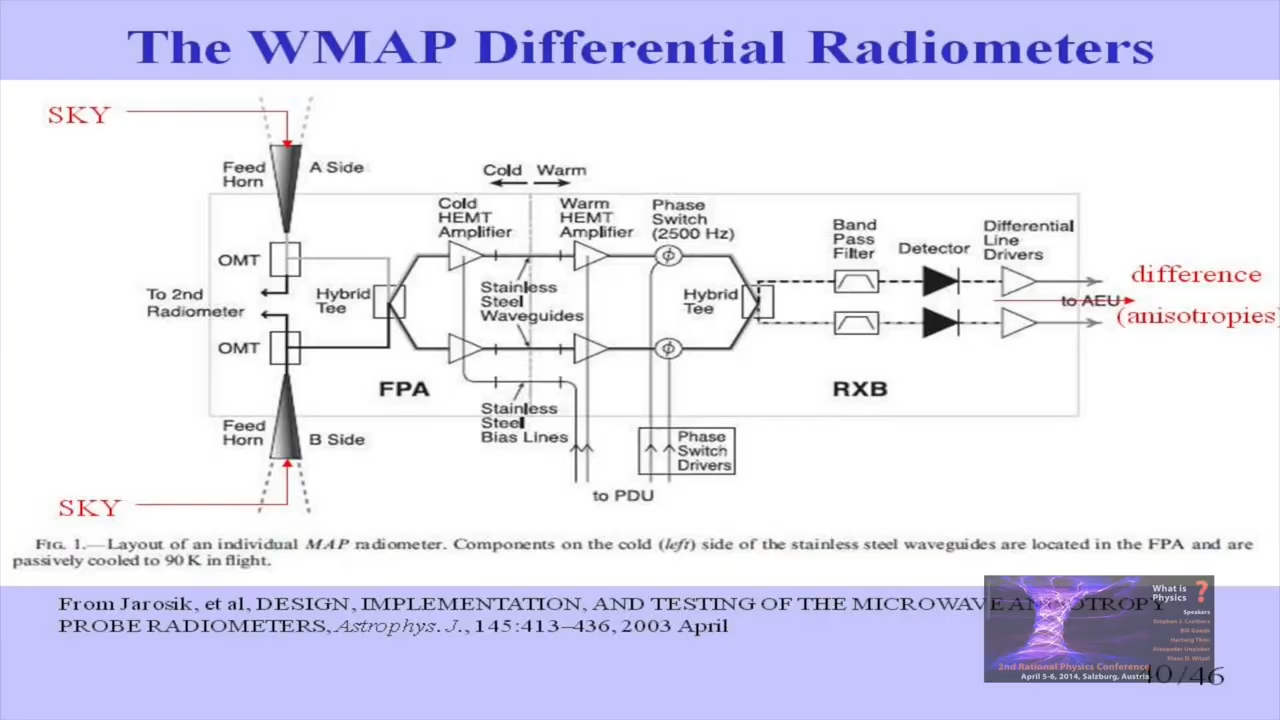 The WMAP Differential Radiometers
SKY
Feed
Horn
A Side
Cold
Warm
Cold
HEMT
Amplifier
Warm
HEMT
Amplifier
Phase
Switch
(2500 Hz)
Band
Pass
Filter
Detector
Differential
Line
Drivers
OMT
To 2nd
Radiometer
Hybrid
Tee
Stainless
Steel
Waveguides
ϕ
Hybrid
Tee
difference
to AEU
(anisotropies
OMT
ϕ
FPA
RXB
Feed
Horn
B Side
Stainless
Steel
Bias Lines
Phase
Switch
Drivers
to PDU
SKY
FIG. 1.—Layout of an individual MAP radiometer. Components on the cold (left) side of the stainless steel waveguides are located in the FPA and are
passively cooled to 90 K in flight.
From Jarosik, et al, DESIGN, IMPLEMENTATION, AND TESTING OF THE MICROWAVE ANISOTROPY
PROBE RADIOMETERS, Astrophys. J., 145:413–436, 2003 April
What is
Physics ?
Speakers
Stephen J. Crothers
Bill Gaede
Hartwig Thim
Alexander Unzicker
Klaus D. Witzel
2nd Rational Physics Conference
April 5-6, 2014, Salzburg, Austria
40/46